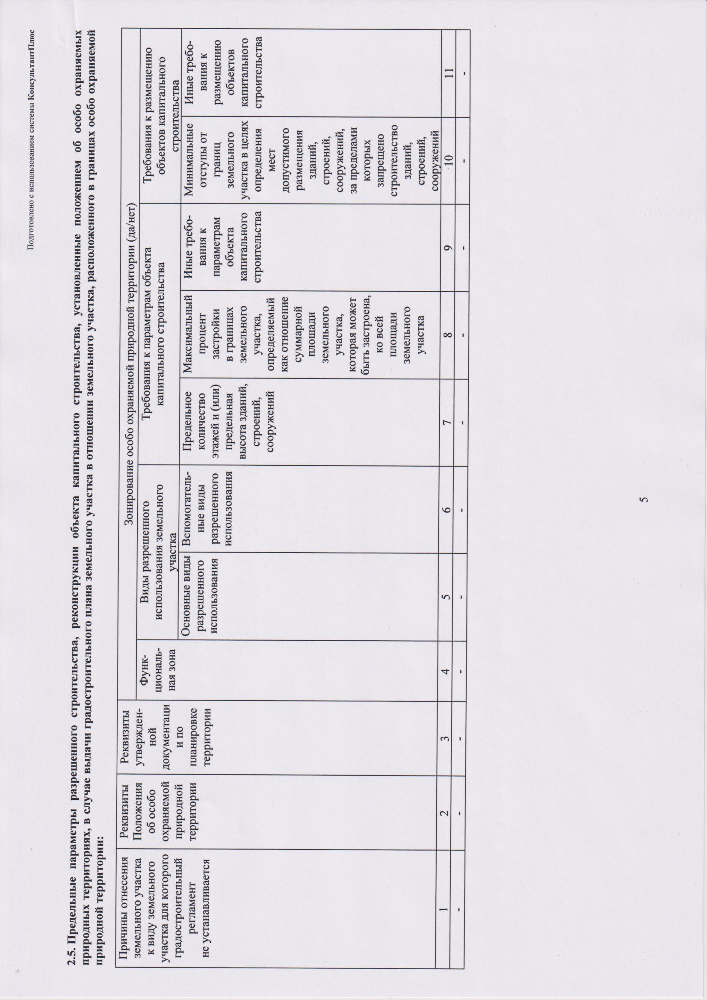 Подготовлено с использованием системы КонсультантПлюс
2.5. Предельные параметры разрешенного строительства, реконструкции объекта капитального строительства, установленные положением об особо охраняемых
природных территориях, в случае выдачи градостроительного плана земельного участка в отношении земельного участка, расположенного в границах особо охраняемой
природной территории:
Причины отнесения
земельного участка
к виду земельного
участка для которого
градостроительный
регламент
не устанавливается
Реквизиты
Положения
об особо
охраняемой
природной
территории
Реквизиты
утвержден-
ной
документаци
и по
планировке
территории
Зонирование особо охраняемой природной территории (да/нет)
Функ-
циональ-
ная зона
Виды разрешенного
использования земельного
участка
Требования к параметрам объекта
капитального строительства
Требования к размещению
объектов капитального
строительства
Основные виды
разрешенного
использования
Вспомогатель-
ные виды
разрешенного
использования
Предельное
количество
этажей и (или)
предельная
высота зданий,
строений,
сооружений
Максимальный
процент
застройки
в границах
земельного
участка,
определяемый
как отношение
суммарной
площади
земельного
участка,
которая может
быть застроена,
ко всей
площади
земельного
участка
Иные требо-
вания к
параметрам
объекта
капитального
строительства
Минимальные
отступы от
границ
земельного
участка в целях
определения
мест
допустимого
размещения
зданий,
строений,
сооружений,
за пределами
которых
запрещено
строительство
зданий,
строений,
сооружений
Иные требо-
вания к
размещению
объектов
капитального
строительства
1 2 3 4 5 6 7 8 9 10 11
- - - - - - - - - - -
5